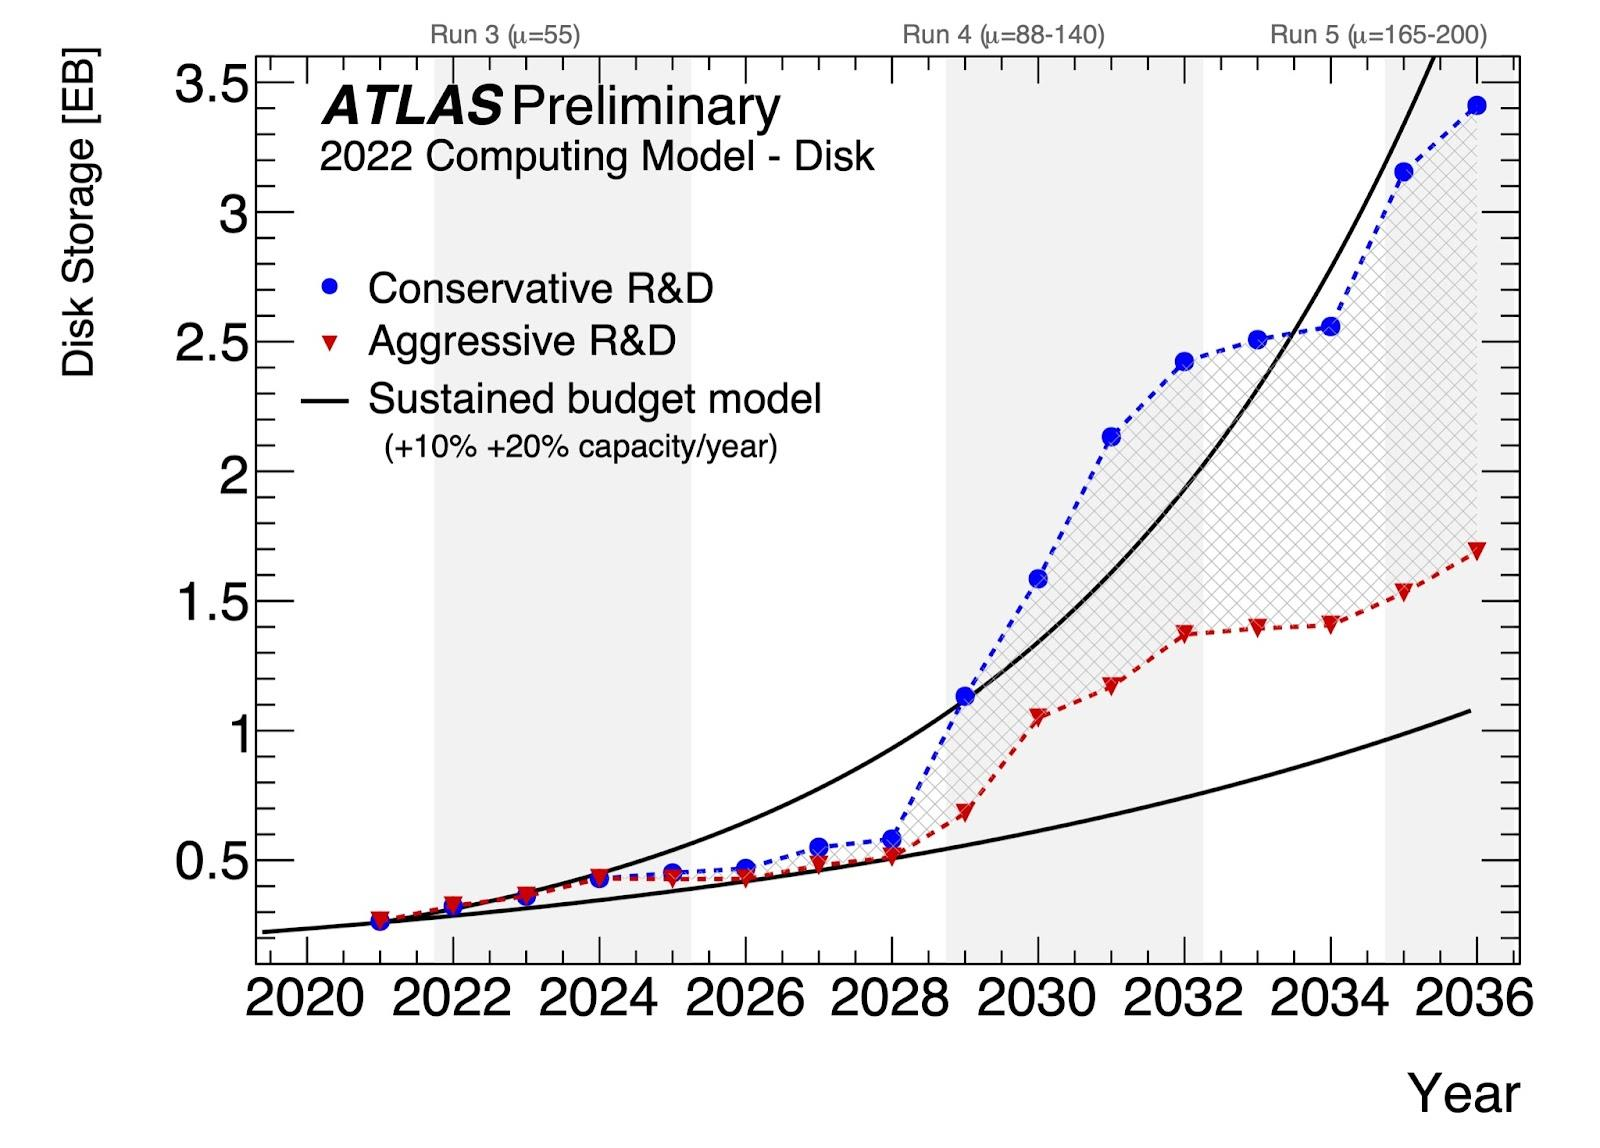 Run 3 (μ=55)
Run 4 (μ=88-140)
Run 5 (μ=165-200)
Disk Storage [EB]
ATLAS Preliminary
2022 Computing Model - Disk
Conservative R&D
Aggressive R&D
Sustained budget model
(+10% +20% capacity/year)
3.5
3
2.5
2
1.5
1
0.5
2020 2022 2024 2026 2028 2030 2032 2034 2036
Year